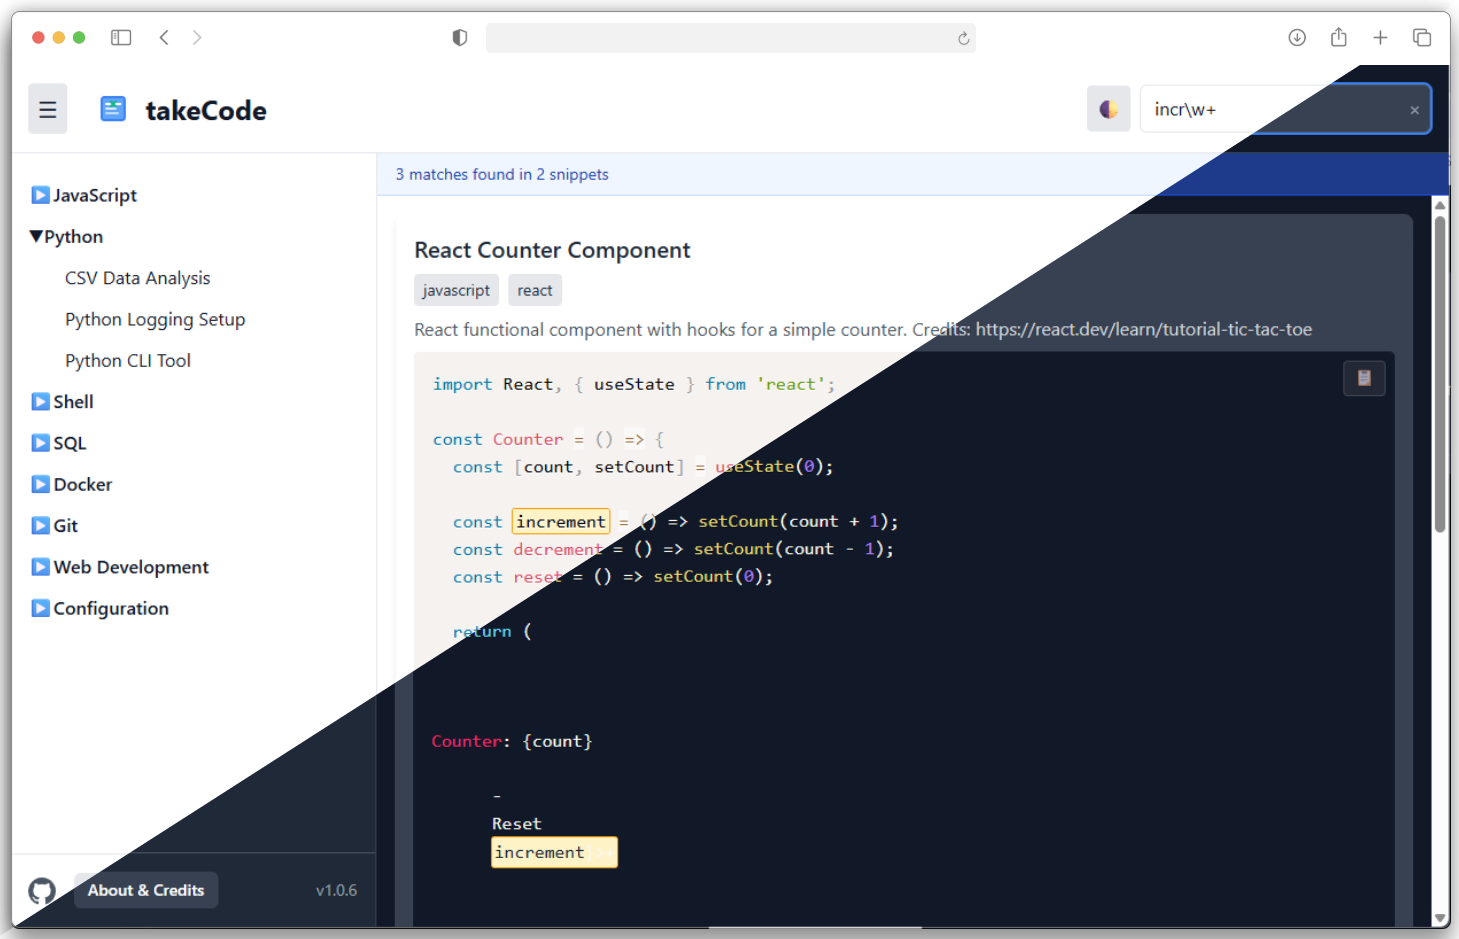 takeCode
incr\w+
×
JavaScript
Python
CSV Data Analysis
Python Logging Setup
Python CLI Tool
Shell
SQL
Docker
Git
Web Development
Configuration
About & Credits
v1.0.6
3 matches found in 2 snippets
React Counter Component
javascript
react
React functional component with hooks for a simple counter. Credits: https://react.dev/learn/tutorial-tic-tac-toe
import React, { useState } from 'react';
const Counter = () => {
const [count, setCount] = useState(0);
const increment = () => setCount(count + 1);
const decrement = () => setCount(count - 1);
const reset = () => setCount(0);
return (
Counter: {count}
-
Reset
increment